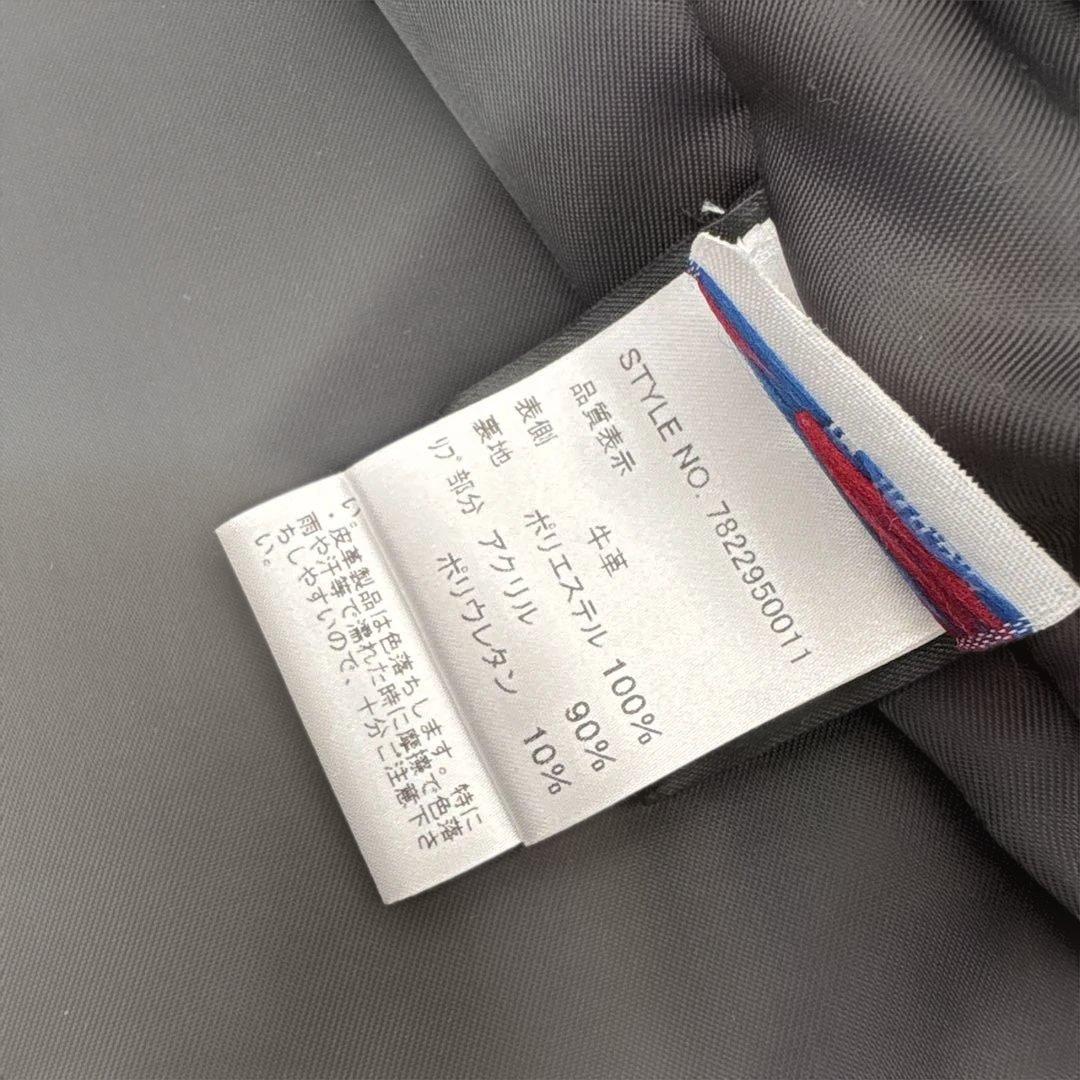 STYLE NO. 7822950011
品質表示
表側 牛革
裏地 ポリエステル 100%
リブ部分 アクリル 90%
ポリウレタン 10%
い。
・皮革製品は色落ちします。特に
雨や汗等で濡れた時に摩擦で色落
ちしやすいので、十分ご注意下さ
い。